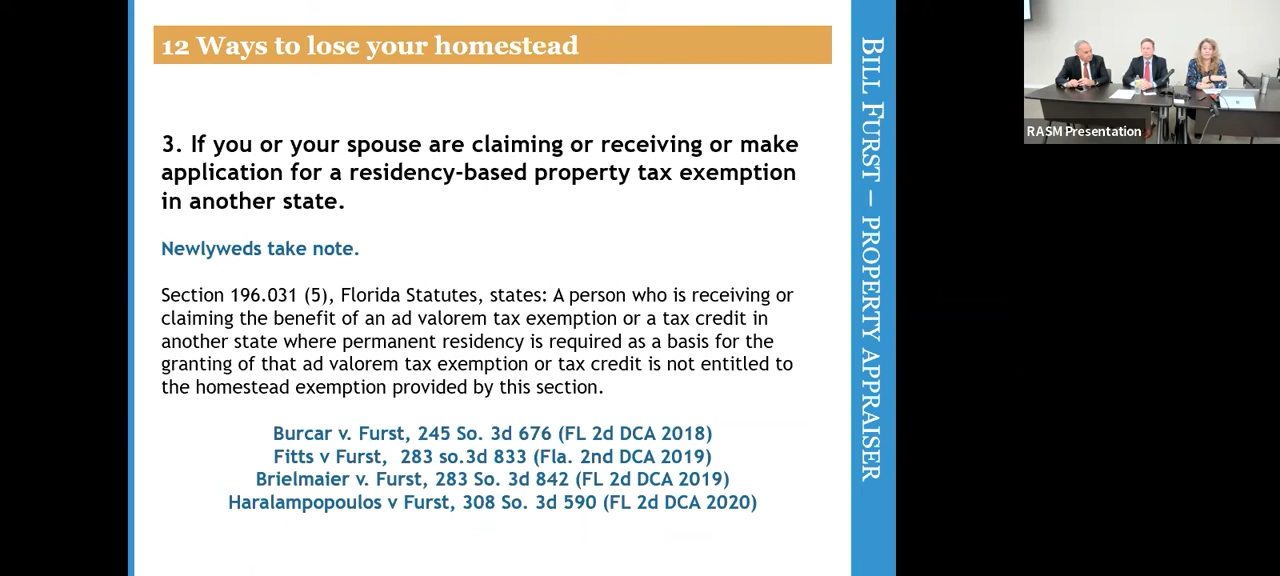 12 Ways to lose your homestead
3. If you or your spouse are claiming or receiving or make
application for a residency-based property tax exemption
in another state.
Newlyweds take note.
Section 196.031 (5), Florida Statutes, states: A person who is receiving or
claiming the benefit of an ad valorem tax exemption or a tax credit in
another state where permanent residency is required as a basis for the
granting of that ad valorem tax exemption or tax credit is not entitled to
the homestead exemption provided by this section.
Burcar v. Furst, 245 So. 3d 676 (FL 2d DCA 2018)
Fitts v Furst,  283 so.3d 833 (Fla. 2nd DCA 2019)
Brielmaier v. Furst, 283 So. 3d 842 (FL 2d DCA 2019)
Haralampopoulos v Furst, 308 So. 3d 590 (FL 2d DCA 2020)
BILL FURST – PROPERTY APPRAISER
RASM Presentation